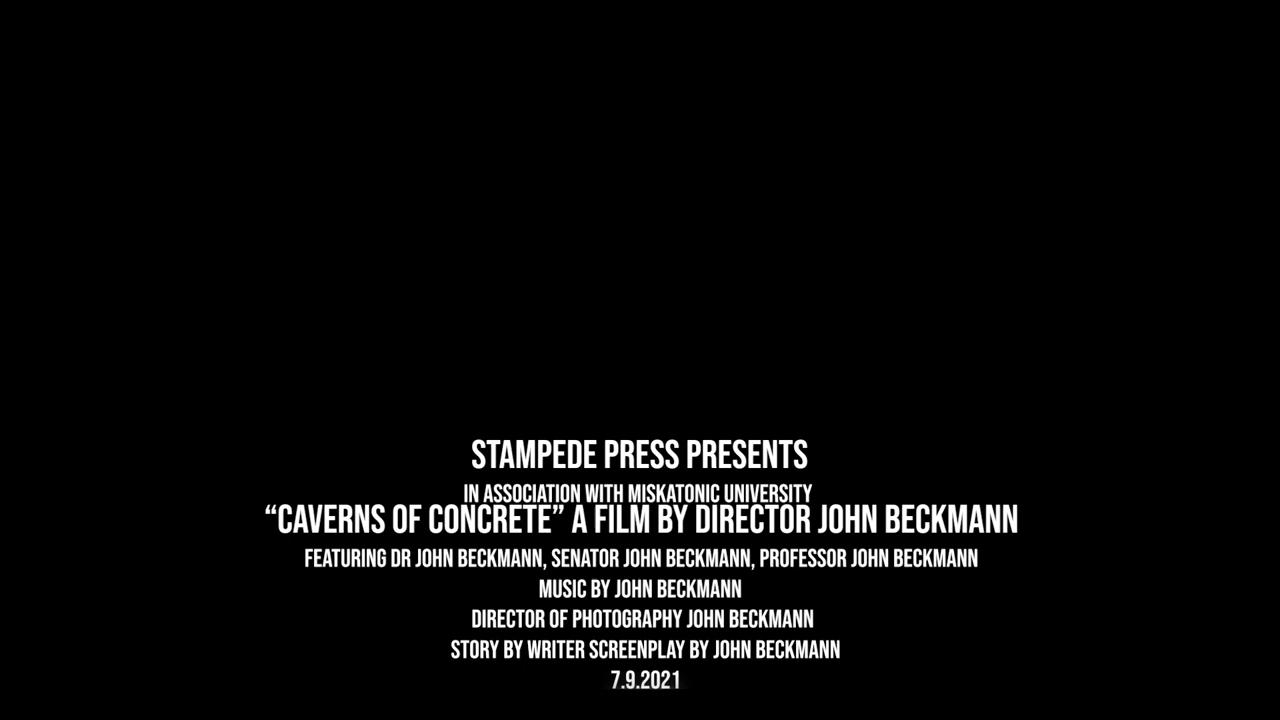 STAMPEDE PRESS PRESENTS
IN ASSOCIATION WITH MISKATONIC UNIVERSITY
“CAVERNS OF CONCRETE” A FILM BY DIRECTOR JOHN BECKMANN
FEATURING DR JOHN BECKMANN, SENATOR JOHN BECKMANN, PROFESSOR JOHN BECKMANN
MUSIC BY JOHN BECKMANN
DIRECTOR OF PHOTOGRAPHY JOHN BECKMANN
STORY BY WRITER SCREENPLAY BY JOHN BECKMANN
7.9.2021